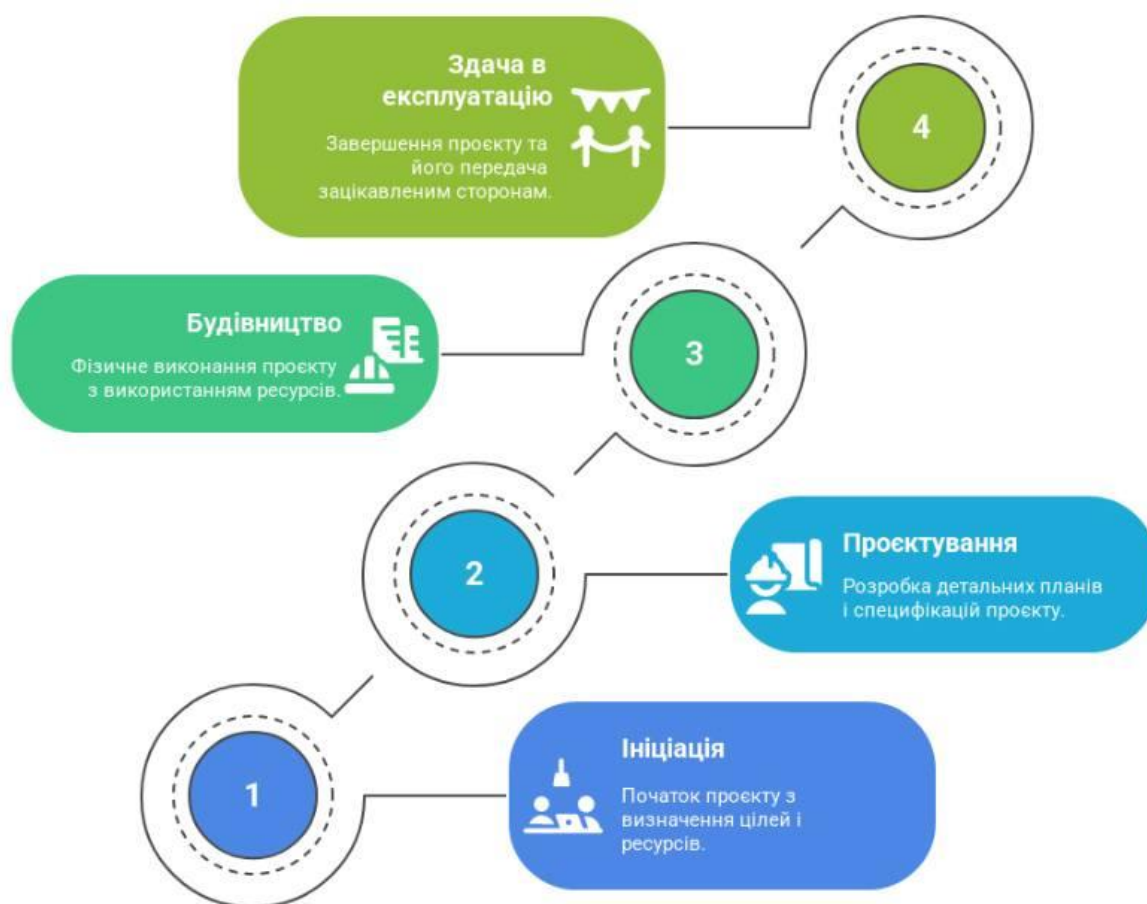 Здача в
експлуатацію
Завершення проєкту та
його передача
зацікавленим сторонам.
4
Будівництво
Фізичне виконання проєкту
з використанням ресурсів.
3
2
Проєктування
Розробка детальних планів
і специфікацій проєкту.
1
Ініціація
Початок проєкту з
визначення цілей і
ресурсів.